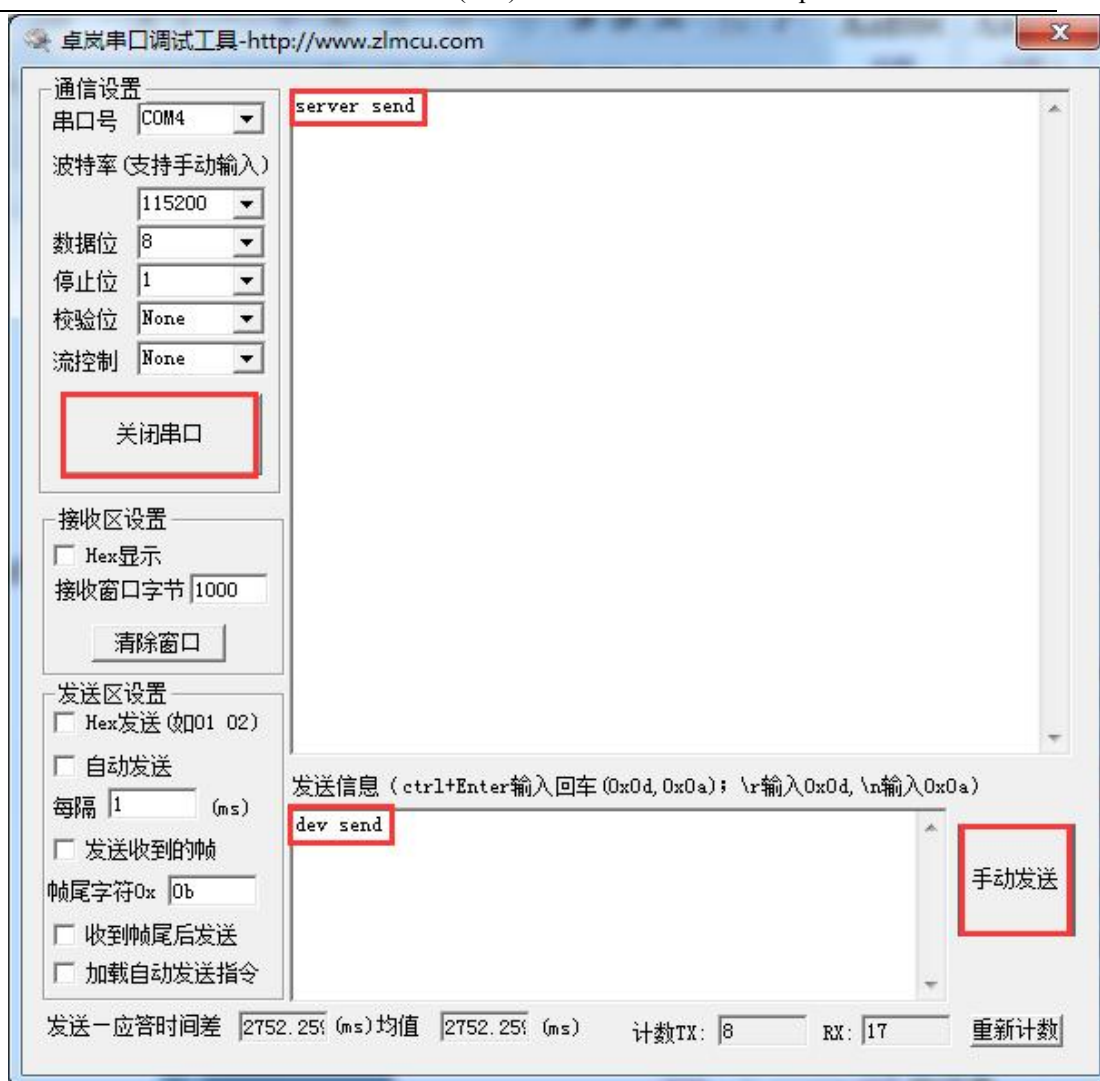 卓岚串口调试工具-http://www.zlmcu.com
通信设置
串口号 COM4
波特率(支持手动输入)
115200
数据位 8
停止位 1
校验位 None
流控制 None
关闭串口
接收区设置
Hex显示
接收窗口字节 1000
清除窗口
发送区设置
Hex发送(如01 02)
自动发送
每隔 1 (ms)
发送收到的帧
帧尾字符0x 0b
收到帧尾后发送
加载自动发送指令
server send
发送信息（ctrl+Enter输入回车(0x0d,0x0a)；\r输入0x0d,\n输入0x0a）
dev send
手动发送
发送一应答时间差 2752.25 (ms)均值 2752.25 (ms) 计数TX: 8 RX: 17 重新计数